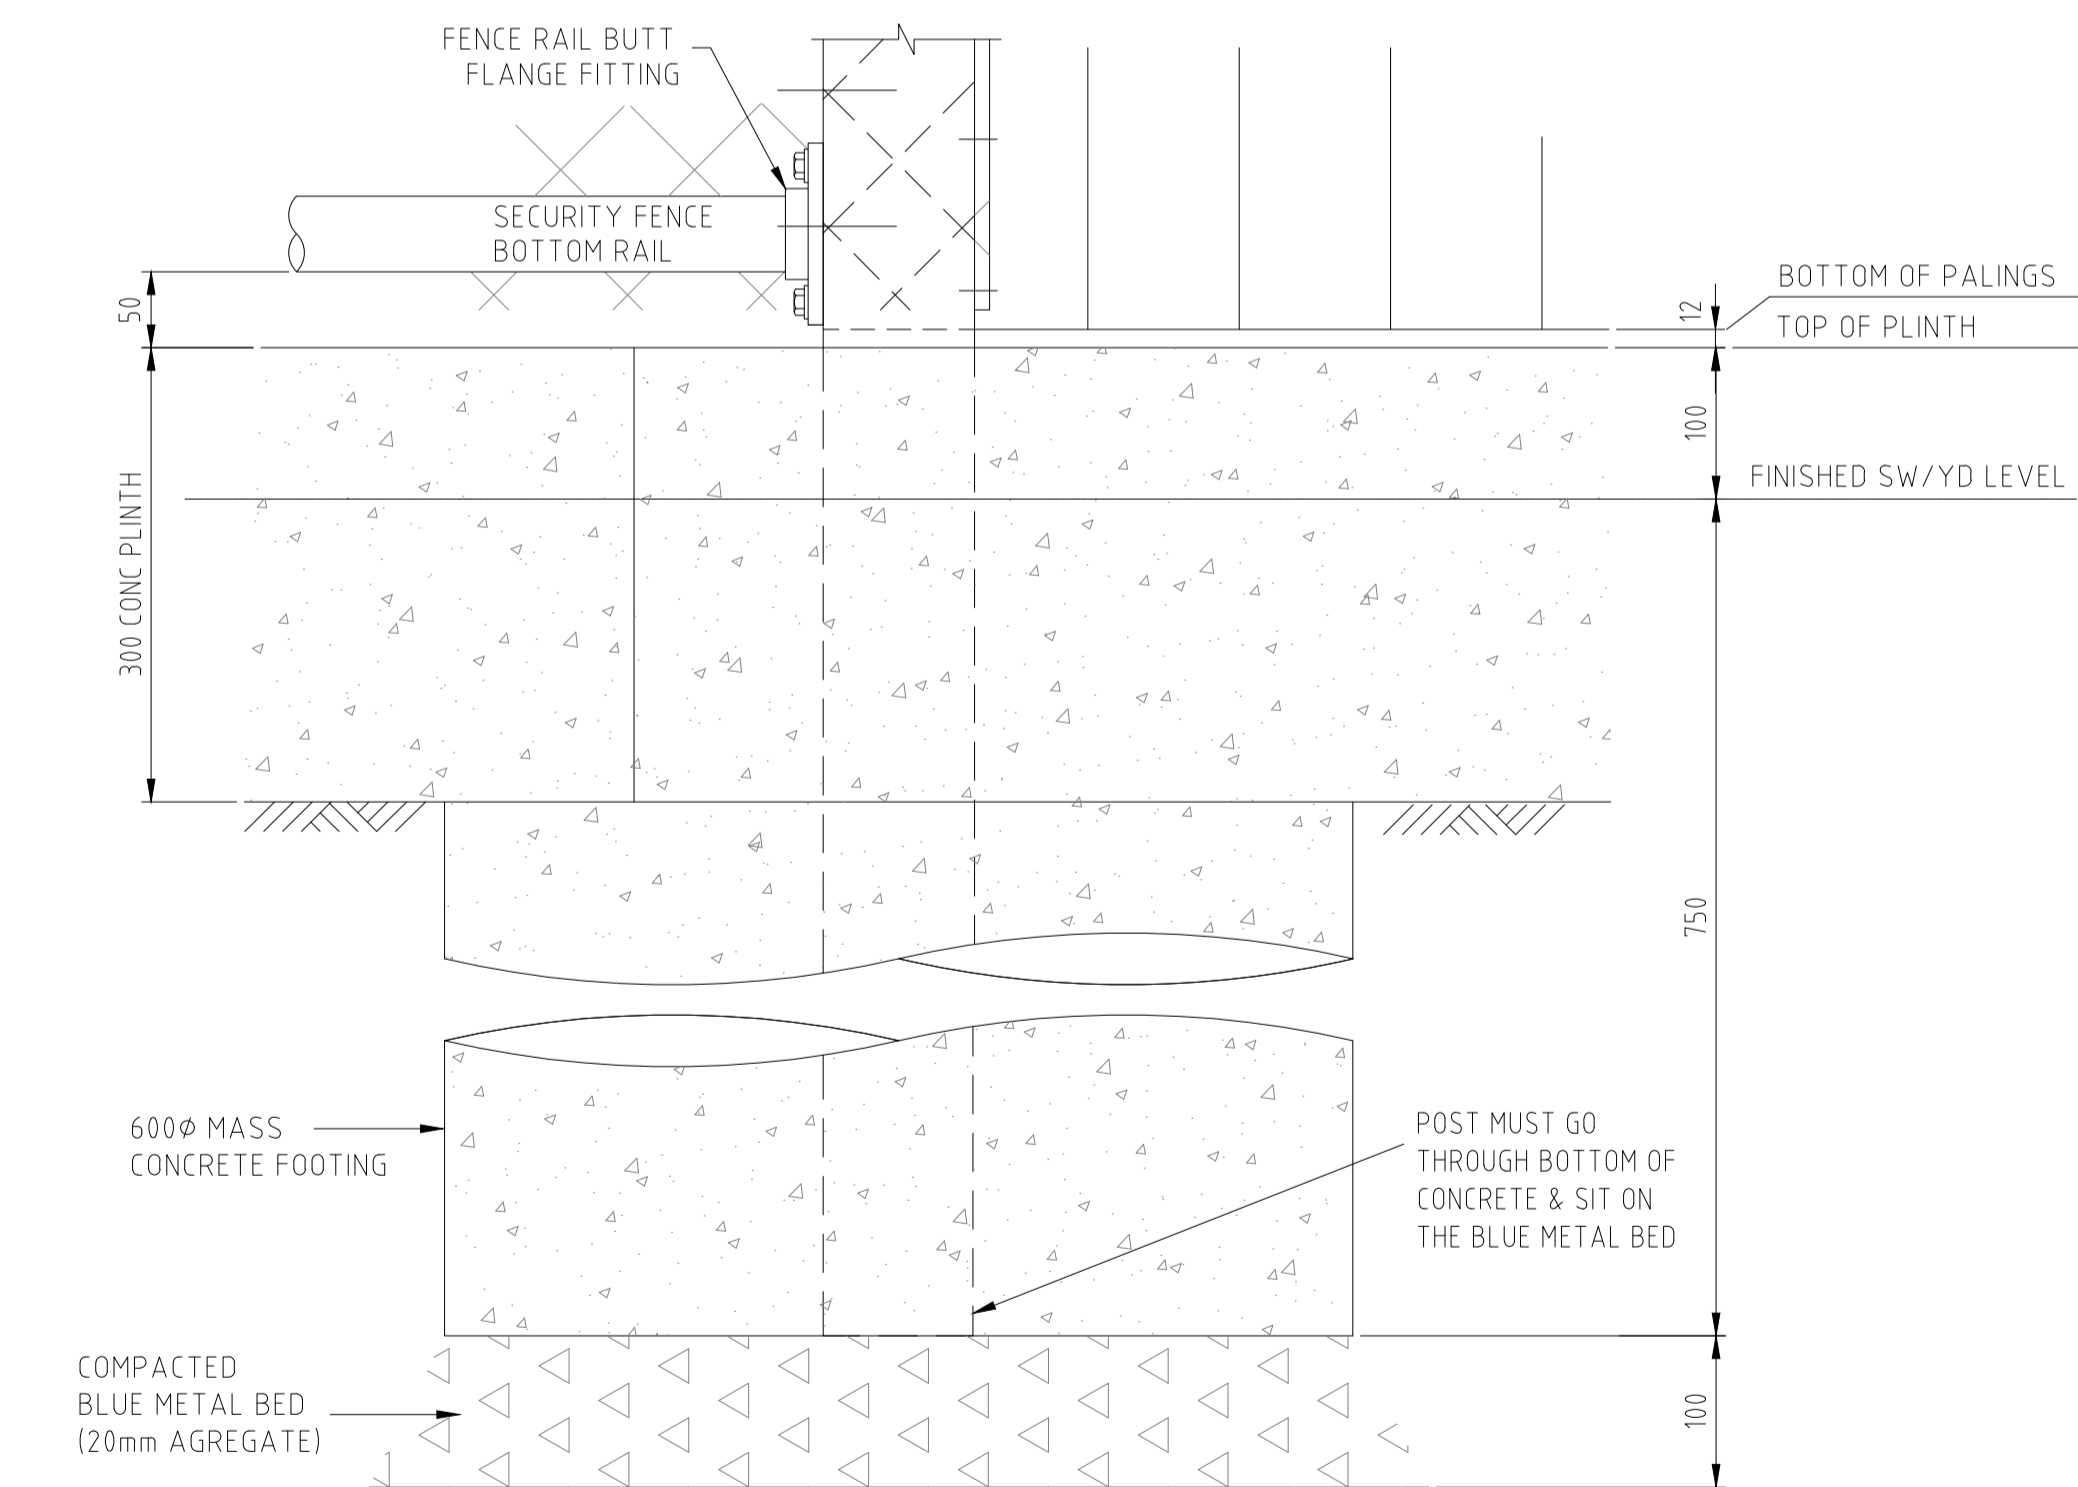 FENCE RAIL BUTT
FLANGE FITTING
SECURITY FENCE
BOTTOM RAIL
50
300 CONC PLINTH
12
BOTTOM OF PALINGS
TOP OF PLINTH
100
FINISHED SW/YD LEVEL
750
600Ø MASS
CONCRETE FOOTING
POST MUST GO
THROUGH BOTTOM OF
CONCRETE & SIT ON
THE BLUE METAL BED
COMPACTED
BLUE METAL BED
(20mm AGREGATE)
100